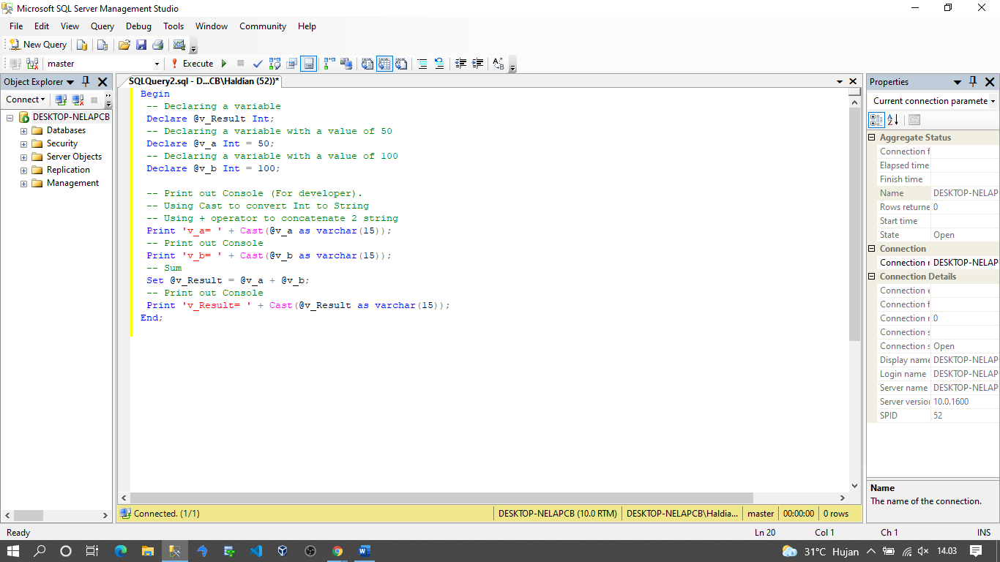 Microsoft SQL Server Management Studio
File Edit View Query Debug Tools Window Community Help
New Query
master Execute
Object Explorer
Connect
DESKTOP-NELAPCB
Databases
Security
Server Objects
Replication
Management
SQLQuery2.sql - D...CB\Haldian (52))*
Begin
-- Declaring a variable
Declare @v_Result Int;
-- Declaring a variable with a value of 50
Declare @v_a Int = 50;
-- Declaring a variable with a value of 100
Declare @v_b Int = 100;
-- Print out Console (For developer).
-- Using Cast to convert Int to String
-- Using + operator to concatenate 2 string
Print 'v_a= ' + Cast(@v_a as varchar(15));
-- Print out Console
Print 'v_b= ' + Cast(@v_b as varchar(15));
-- Sum
Set @v_Result = @v_a + @v_b;
-- Print out Console
Print 'v_Result= ' + Cast(@v_Result as varchar(15));
End;
Connected. (1/1) DESKTOP-NELAPCB (10.0 RTM) DESKTOP-NELAPCB\Haldia... master 00:00:00 0 rows
Properties
Current connection paramete
Aggregate Status
Connection f
Elapsed time
Finish time
Name DESKTOP-NELAP
Rows returne 0
Start time
State Open
Connection
Connection r DESKTOP-NELAP
Connection Details
Connection e
Connection f
Connection r 0
Connection s
Connection s Open
Display name DESKTOP-NELAP
Login name DESKTOP-NELAP
Server name DESKTOP-NELAP
Server versio 10.0.1600
SPID 52
Name
The name of the connection.
Ready Ln 20 Col 1 Ch 1 INS
31°C Hujan 14.03